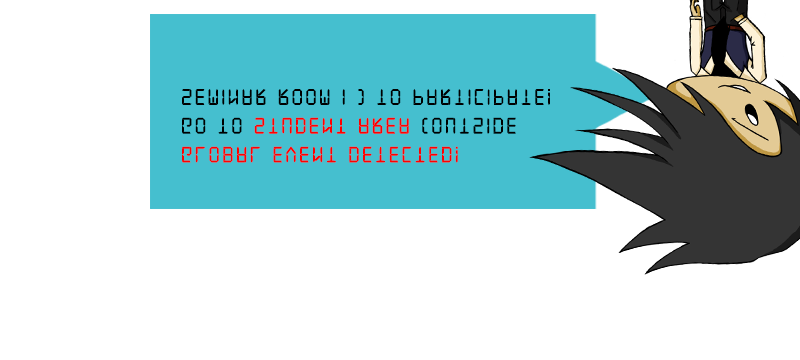 GLOBAL EVENT DETECTED!
GO TO STUDENT AREA (OUTSIDE
SEMINAR ROOM 1 ) TO PARTICIPATE!